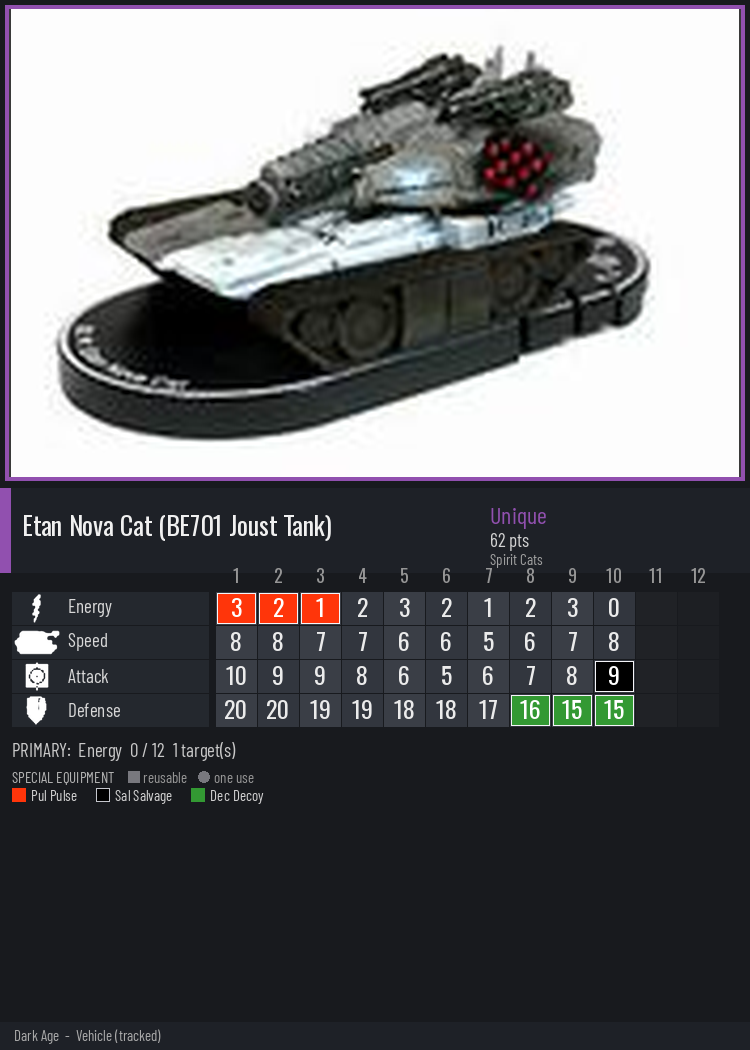 Nova Cat
Etan Nova Cat (BE701 Joust Tank)
Unique
62 pts
Spirit Cats
1 2 3 4 5 6 7 8 9 10 11 12
Energy 3 2 1 2 3 2 1 2 3 0
Speed 8 8 7 7 6 6 5 6 7 8
Attack 10 9 9 8 6 5 6 7 8 9
Defense 20 20 19 19 18 18 17 16 15 15
PRIMARY: Energy 0 / 12 1 target(s)
SPECIAL EQUIPMENT reusable one use
Pul Pulse Sal Salvage Dec Decoy
Dark Age - Vehicle (tracked)